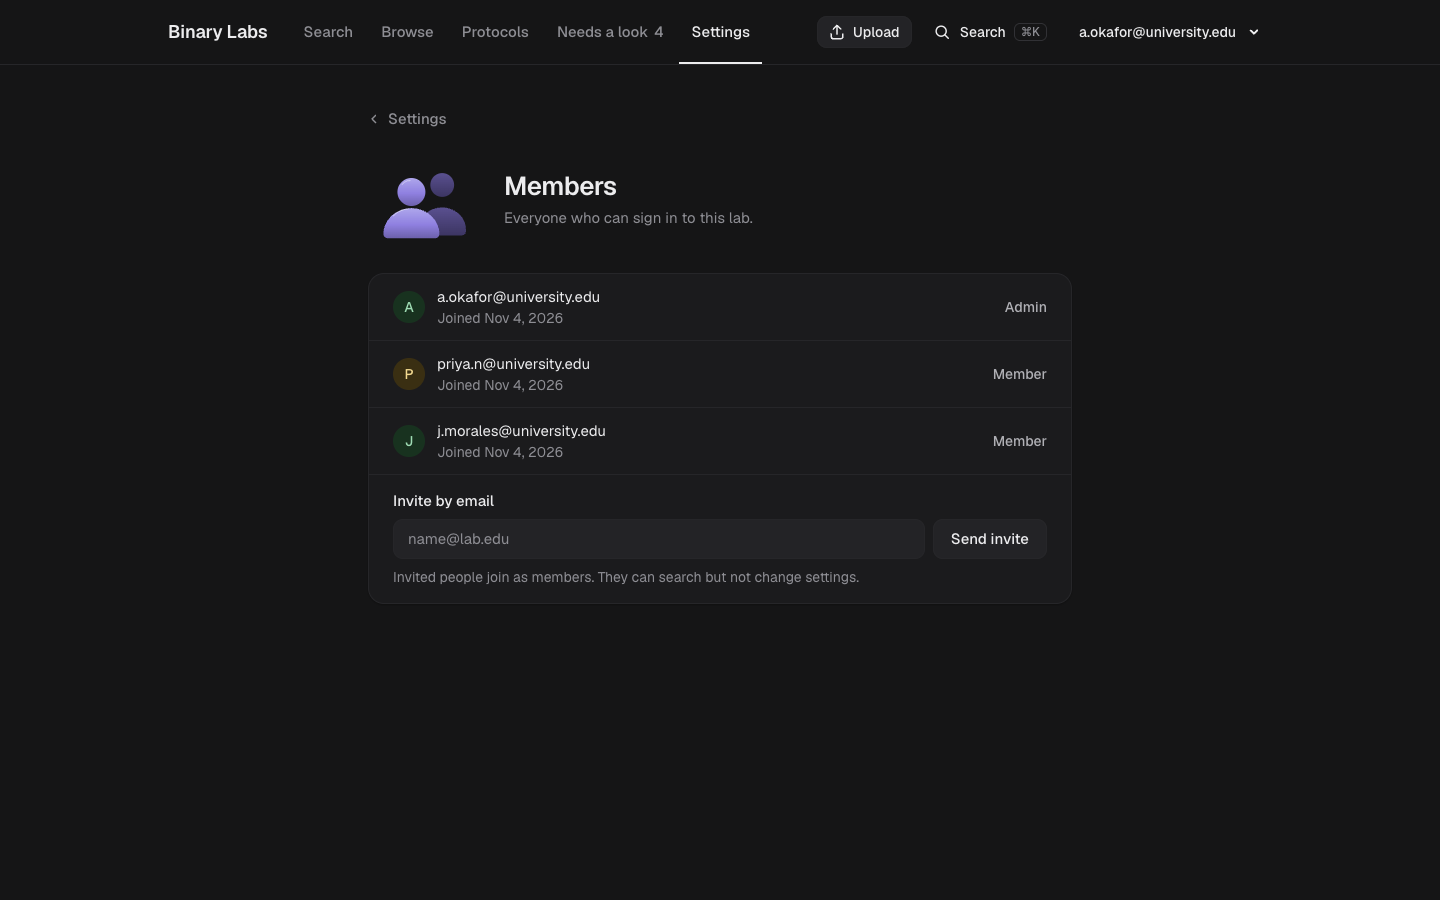 Binary Labs Search Browse Protocols Needs a look 4 Settings Upload Search ⌘K a.okafor@university.edu
Settings
Members
Everyone who can sign in to this lab.
A a.okafor@university.edu Admin
Joined Nov 4, 2026
P priya.n@university.edu Member
Joined Nov 4, 2026
J j.morales@university.edu Member
Joined Nov 4, 2026
Invite by email
name@lab.edu Send invite
Invited people join as members. They can search but not change settings.